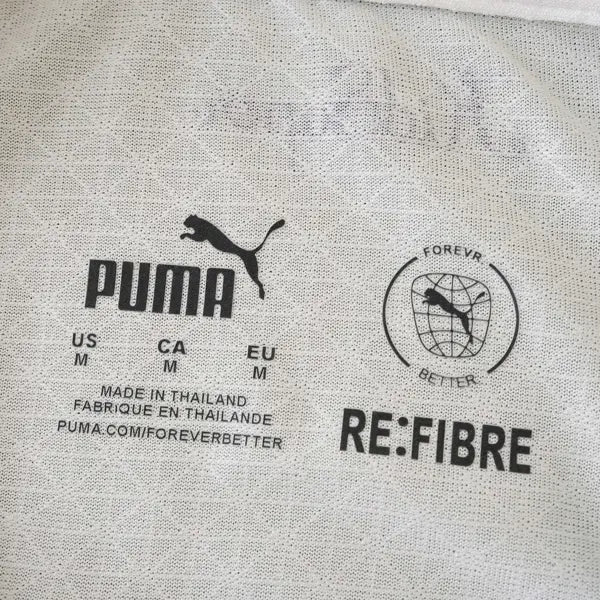 PUMA
US CA EU
M M M
MADE IN THAILAND
FABRIQUE EN THAILANDE
PUMA.COM/FOREVERBETTER
FOREVR
BETTER
RE:FIBRE